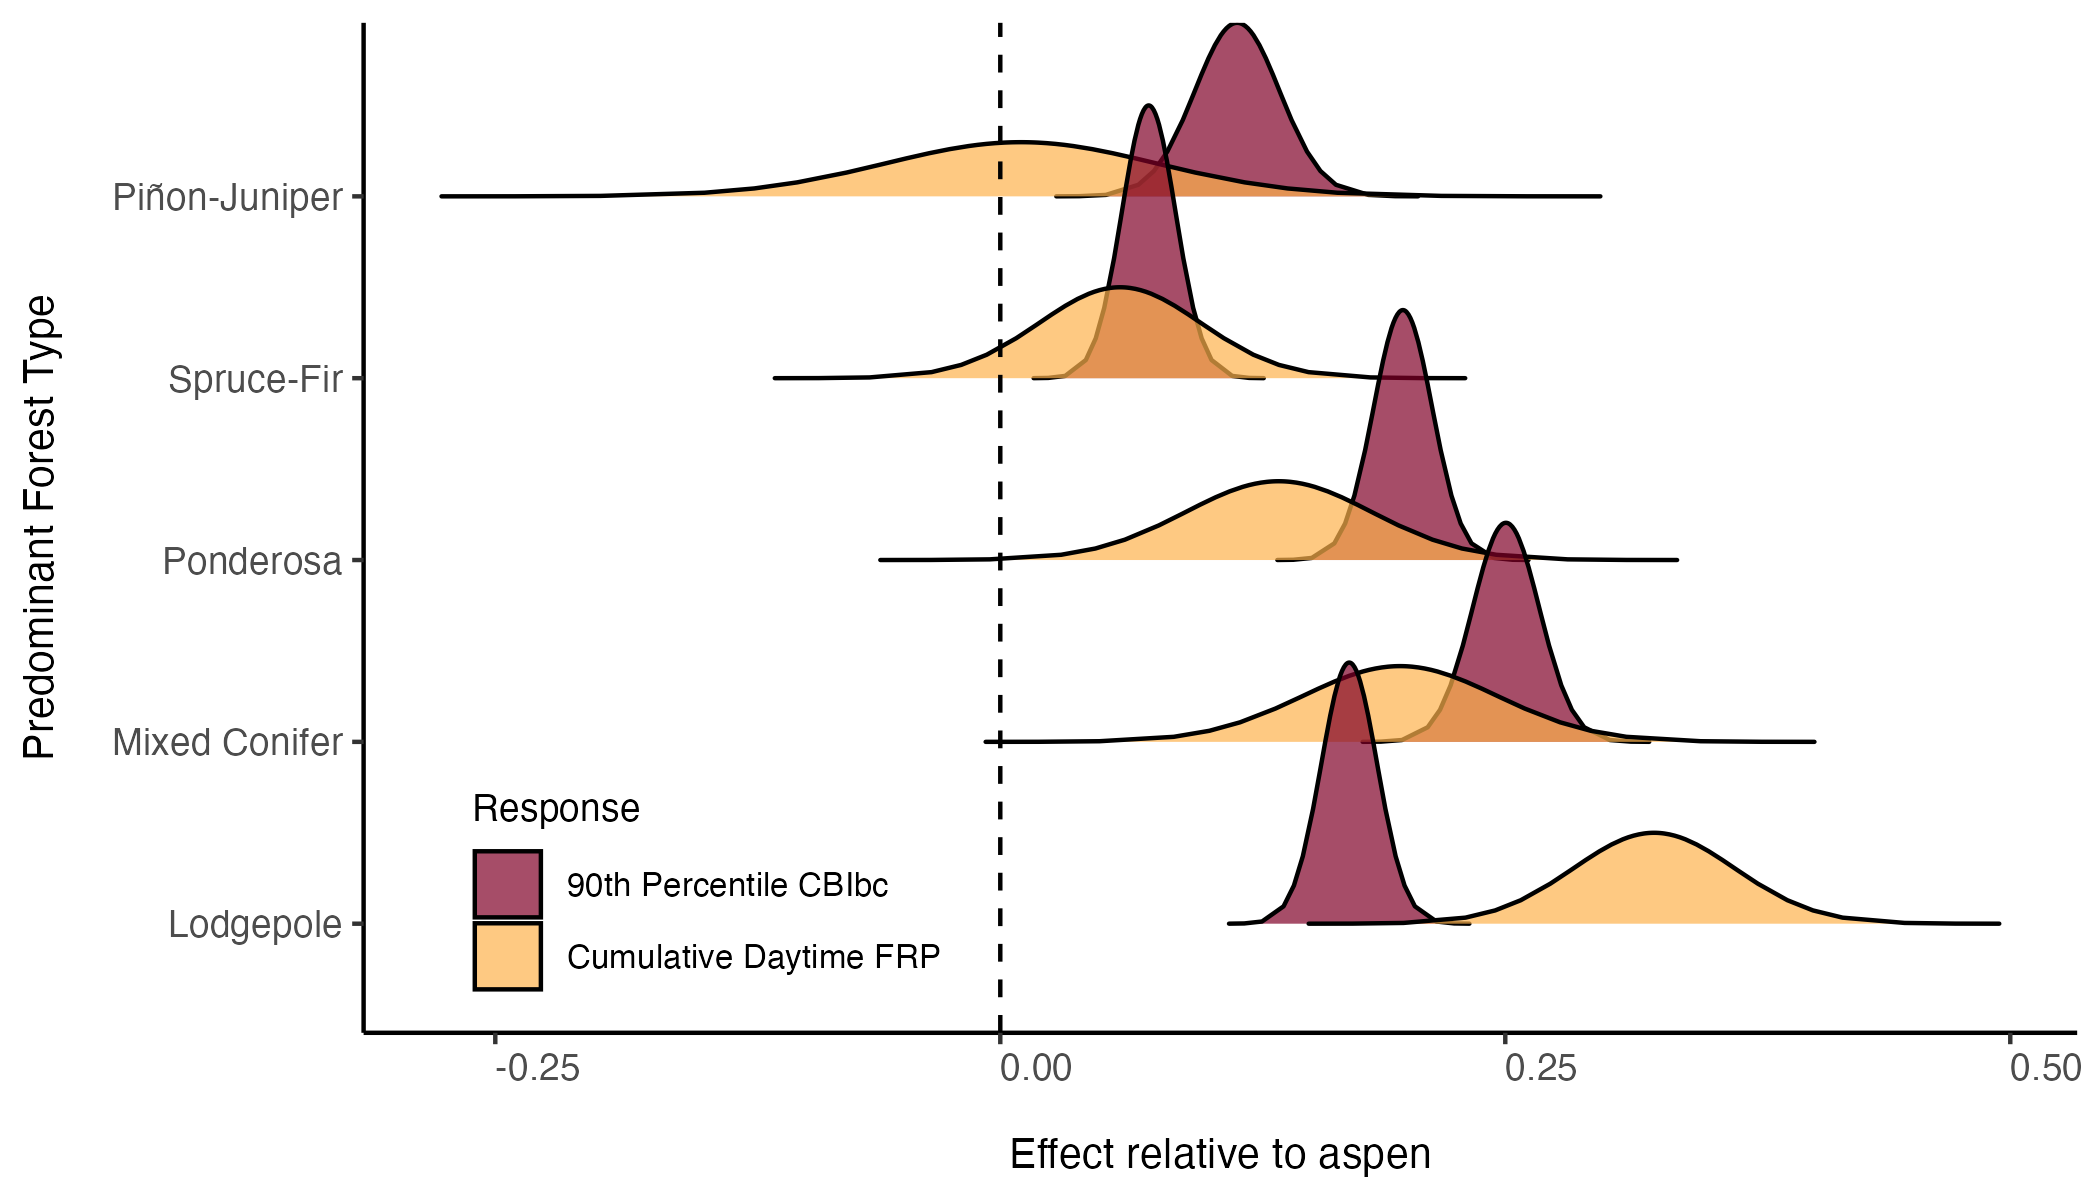 Predominant Forest Type
Piñon-Juniper
Spruce-Fir
Ponderosa
Mixed Conifer
Lodgepole
Response
90th Percentile CBIbc
Cumulative Daytime FRP
-0.25
0.00
0.25
0.50
Effect relative to aspen